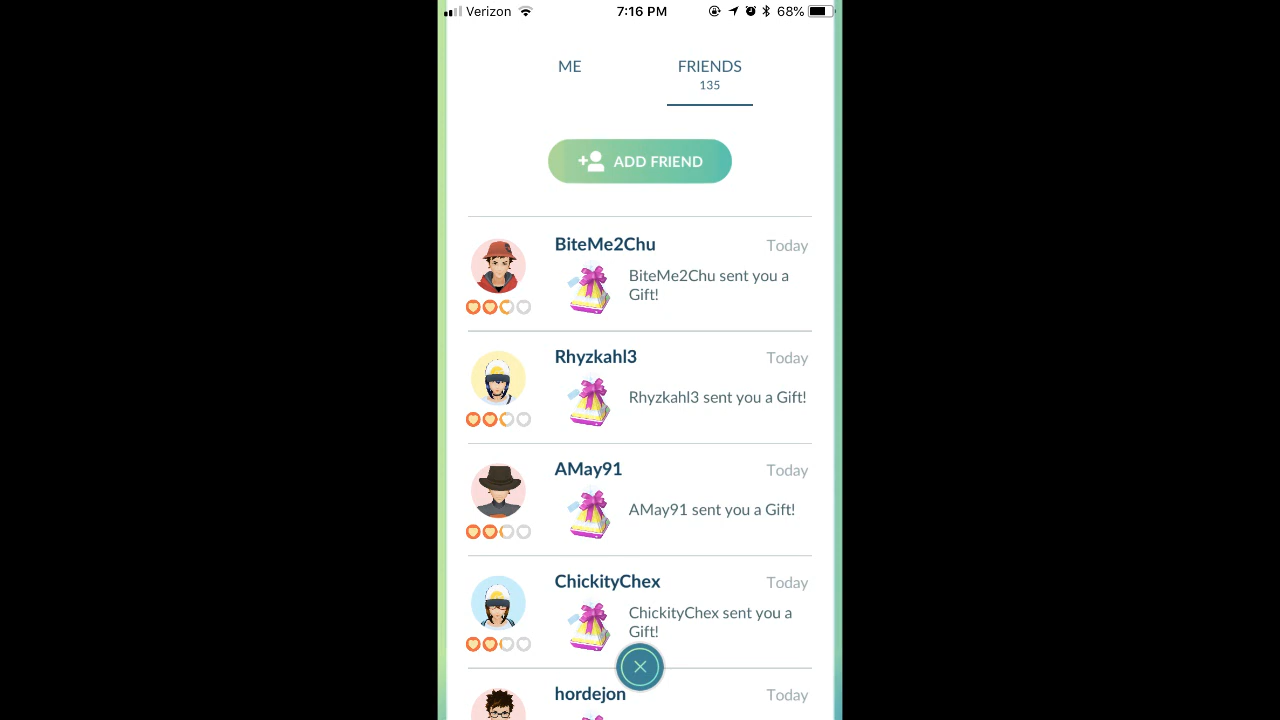 Verizon 7:16 PM 68%
ME FRIENDS
135
ADD FRIEND
BiteMe2Chu Today
BiteMe2Chu sent you a
Gift!
Rhyzkahl3 Today
Rhyzkahl3 sent you a Gift!
AMay91 Today
AMay91 sent you a Gift!
ChickityChex Today
ChickityChex sent you a
Gift!
hordejon Today